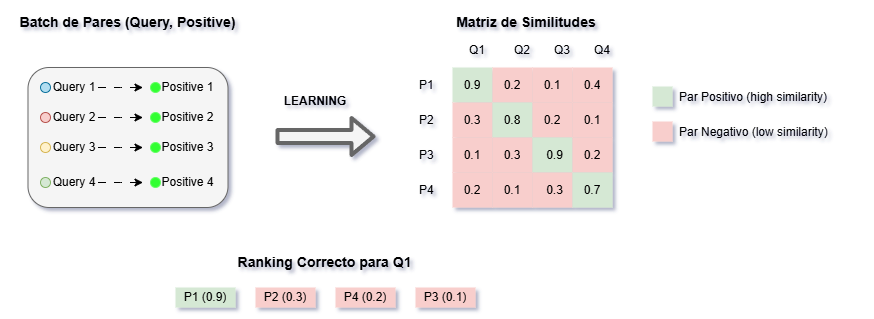 Batch de Pares (Query, Positive)
Query 1 Positive 1
Query 2 Positive 2
Query 3 Positive 3
Query 4 Positive 4
LEARNING
Matriz de Similitudes
Q1 Q2 Q3 Q4
P1 0.9 0.2 0.1 0.4
P2 0.3 0.8 0.2 0.1
P3 0.1 0.3 0.9 0.2
P4 0.2 0.1 0.3 0.7
Par Positivo (high similarity)
Par Negativo (low similarity)
Ranking Correcto para Q1
P1 (0.9) P2 (0.3) P4 (0.2) P3 (0.1)